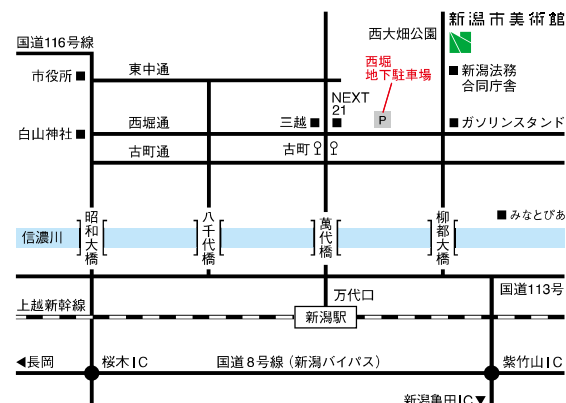 新潟市美術館
西大畑公園
国道116号線
市役所
東中通
西堀
地下駐車場
新潟法務
合同庁舎
NEXT
21
P
三越
西堀通
ガソリンスタンド
白山神社
古町通
古町
昭和大橋
八千代橋
萬代橋
柳都大橋
みなとぴあ
信濃川
国道113号
万代口
上越新幹線
新潟駅
◀長岡
桜木IC
国道8号線（新潟バイパス）
紫竹山IC
新潟亀田IC▼